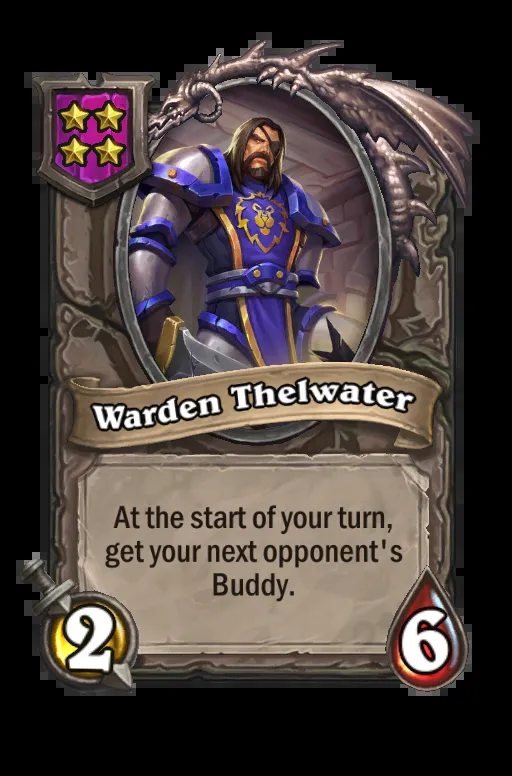 Warden Thelwater
At the start of your turn,
get your next opponent's
Buddy.
2
6